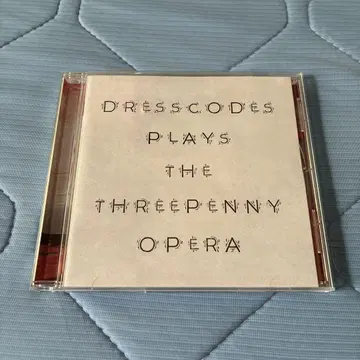 DRESSCODES
PLAYS
THE
THREEPENNY
OPERA